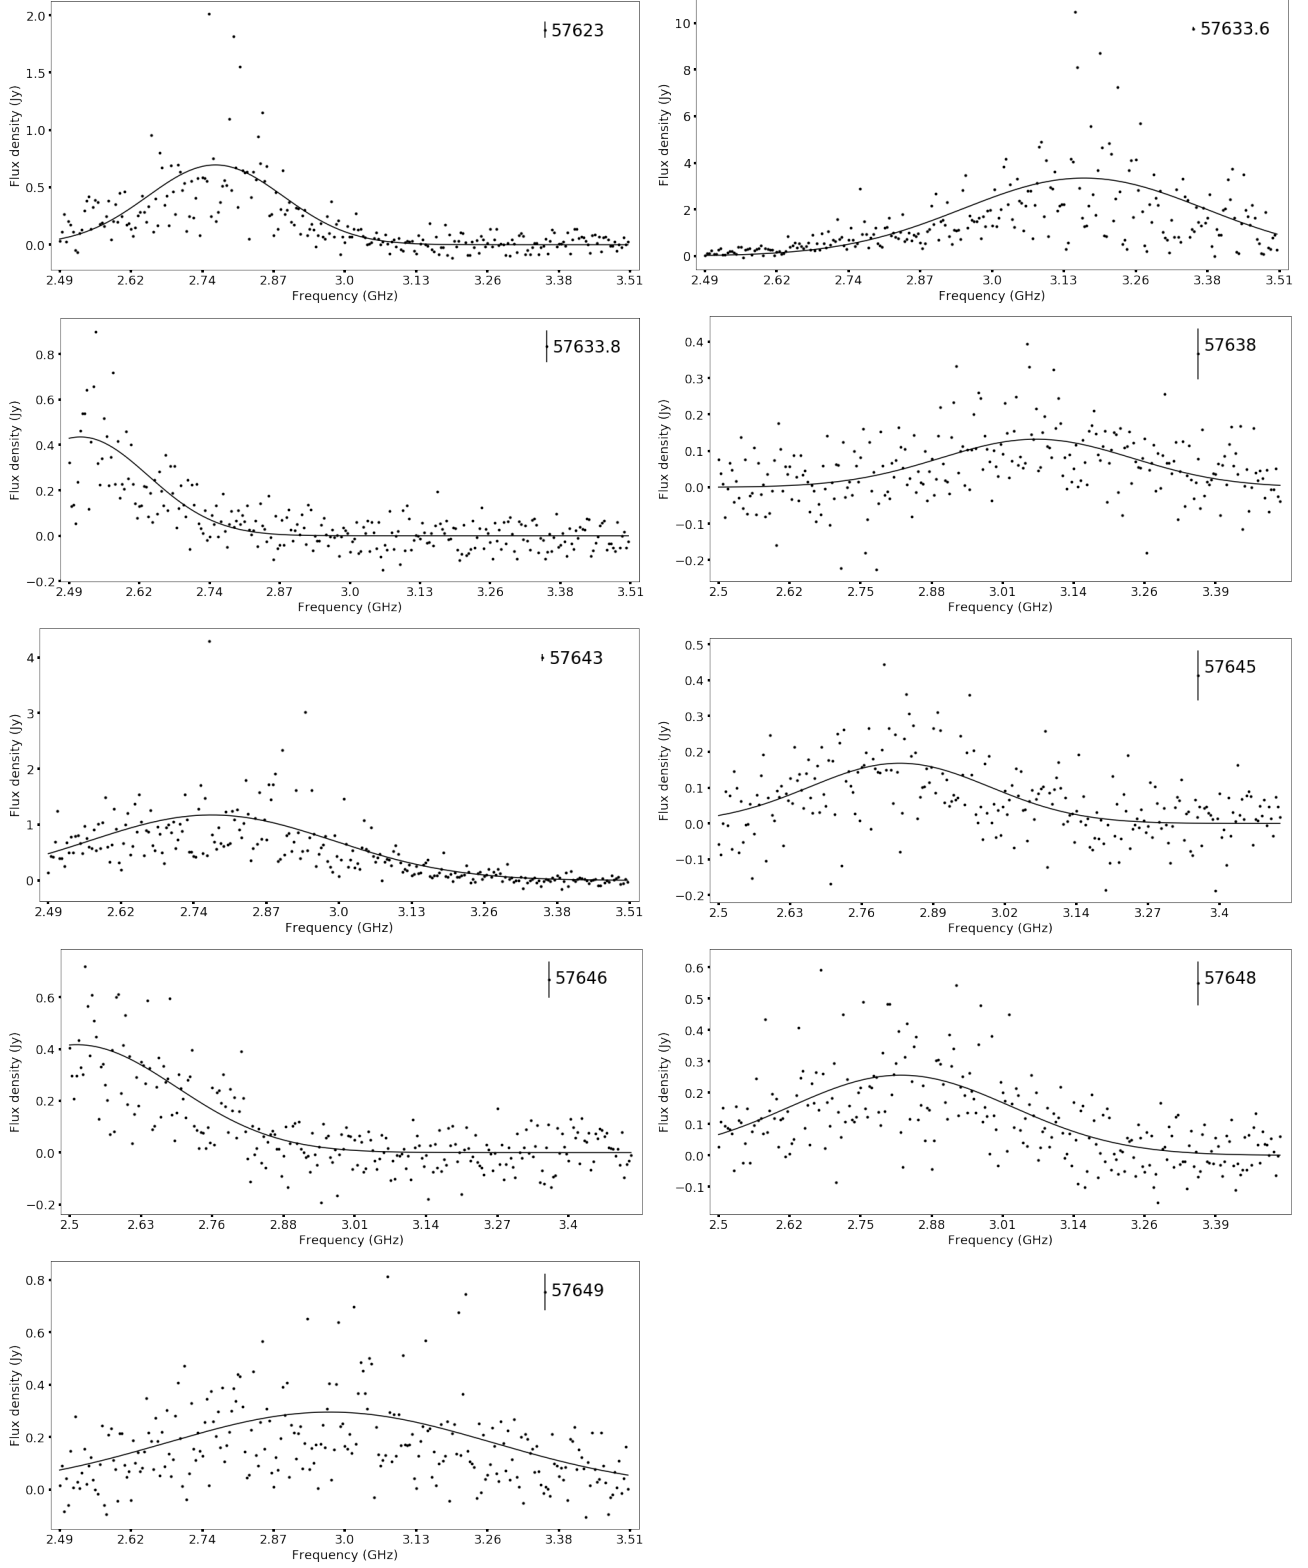 2.0
1.5
1.0
0.5
0.0
Flux density (Jy)
57623
2.49 2.62 2.74 2.87 3.0 3.13 3.26 3.38 3.51
Frequency (GHz)
10
8
6
4
2
0
Flux density (Jy)
57633.6
2.49 2.62 2.74 2.87 3.0 3.13 3.26 3.38 3.51
Frequency (GHz)
0.8
0.6
0.4
0.2
0.0
−0.2
Flux density (Jy)
57633.8
2.49 2.62 2.74 2.87 3.0 3.13 3.26 3.38 3.51
Frequency (GHz)
0.4
0.3
0.2
0.1
0.0
−0.1
−0.2
Flux density (Jy)
57638
2.5 2.62 2.75 2.88 3.01 3.14 3.26 3.39
Frequency (GHz)
4
3
2
1
0
Flux density (Jy)
57643
2.49 2.62 2.74 2.87 3.0 3.13 3.26 3.38 3.51
Frequency (GHz)
0.5
0.4
0.3
0.2
0.1
0.0
−0.1
−0.2
Flux density (Jy)
57645
2.5 2.63 2.76 2.89 3.02 3.14 3.27 3.4
Frequency (GHz)
0.6
0.4
0.2
0.0
−0.2
Flux density (Jy)
57646
2.5 2.63 2.76 2.88 3.01 3.14 3.27 3.4
Frequency (GHz)
0.6
0.5
0.4
0.3
0.2
0.1
0.0
−0.1
Flux density (Jy)
57648
2.5 2.62 2.75 2.88 3.01 3.14 3.26 3.39
Frequency (GHz)
0.8
0.6
0.4
0.2
0.0
Flux density (Jy)
57649
2.49 2.62 2.74 2.87 3.0 3.13 3.26 3.38 3.51
Frequency (GHz)